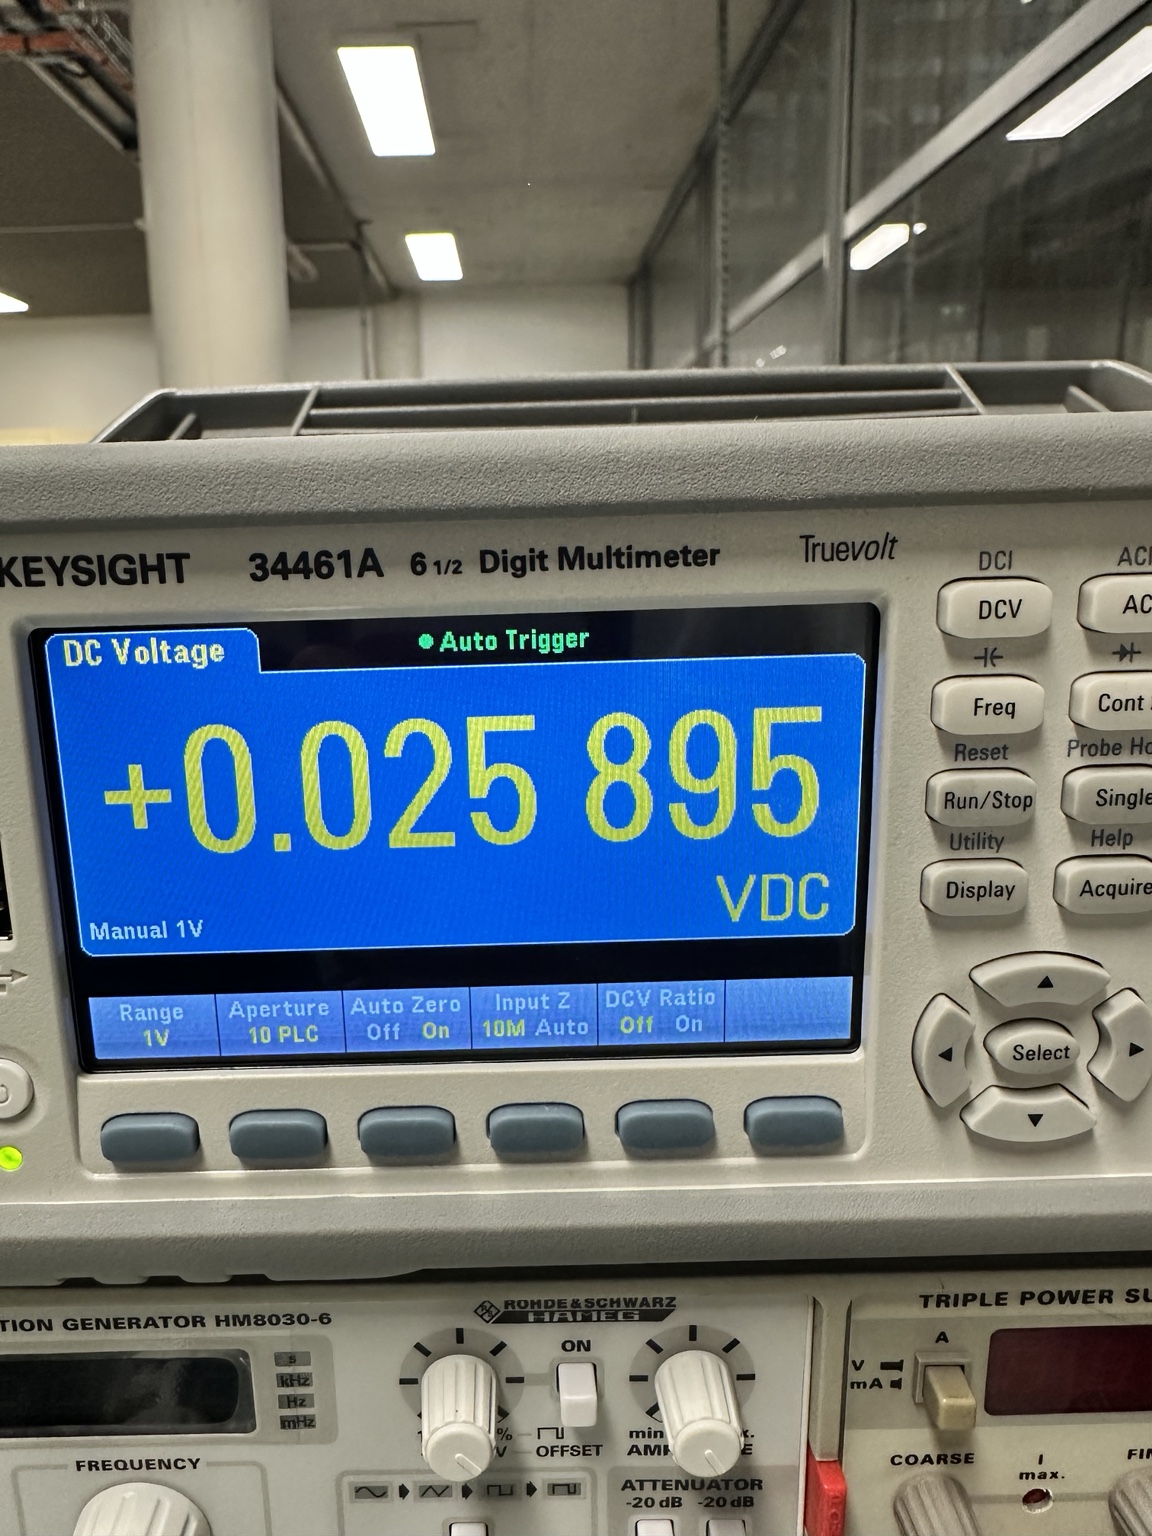 KEYSIGHT 34461A 6 1/2 Digit Multimeter Truevolt
DCI
DCV
Freq
Cont
Reset
Probe
Run/Stop
Single
Utility
Help
Display
Acquire
Select
DC Voltage
Auto Trigger
+0.025 895
VDC
Manual 1V
Range
1V
Aperture
10 PLC
Auto Zero
Off On
Input Z
10M Auto
DCV Ratio
Off On
HM8030-6
GENERATOR
s
kHz
Hz
mHz
FREQUENCY
ROHDE&SCHWARZ
HAMEG
ON
OFFSET
min
ATTENUATOR
-20 dB -20 dB
TRIPLE POWER
A
V
mA
COARSE
I
max.